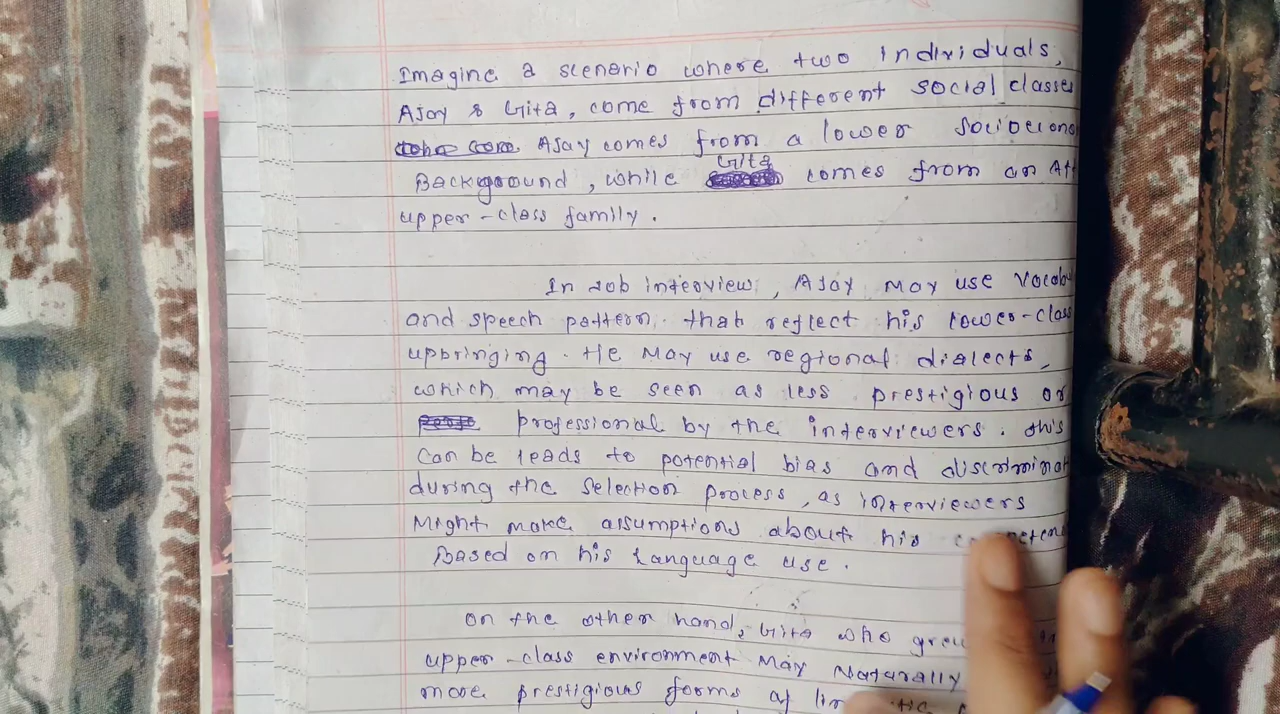 Imagine a scenario where two individuals,
Ajay & Gita, come from different social classes
Ajay comes from a lower socioecono
Background, while Gita comes from an Aff
upper-class family.
In Job interview, Ajay may use vocabu
and speech pattern that reflect his lower-class
upbringing. He may use regional dialects,
which may be seen as less prestigious or
professional by the interviewers. this
can be leads to potential bias and discriminat
during the selection process, as interviewers
Might make assumptions about his
Based on his Language use.
on the other hand, Gita who grew
upper-class environment may Naturally
more prestigious forms of